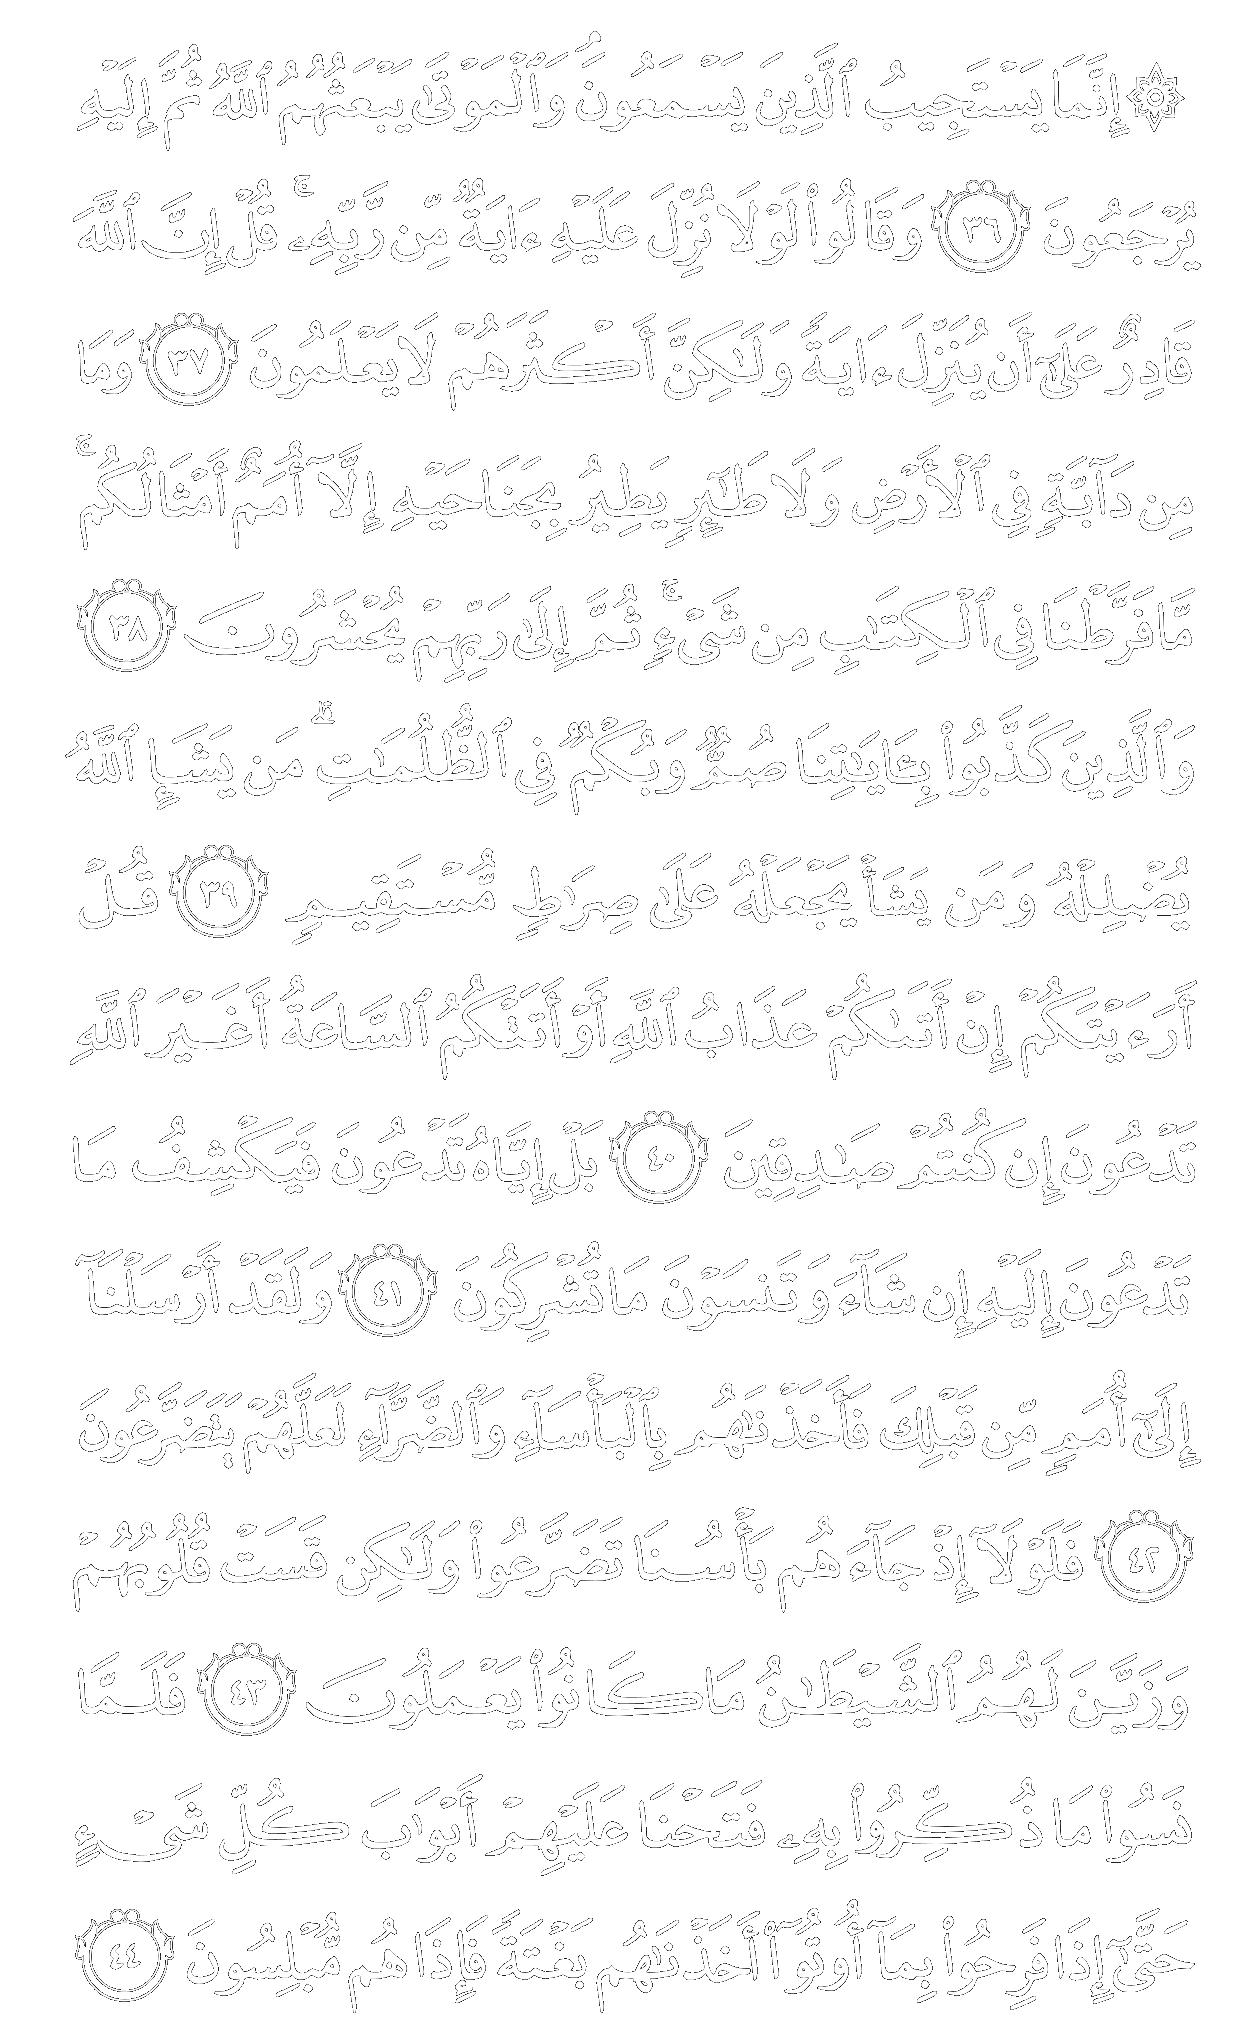 ۞ إِنَّمَا يَسْتَجِيبُ ٱلَّذِينَ يَسْمَعُونَۘ وَٱلْمَوْتَىٰ يَبْعَثُهُمُ ٱللَّهُ ثُمَّ إِلَيْهِ
يُرْجَعُونَ ٣٦ وَقَالُوا۟ لَوْلَا نُزِّلَ عَلَيْهِ ءَايَةٌ مِّن رَّبِّهِۦۚ قُلْ إِنَّ ٱللَّهَ
قَادِرٌ عَلَىٰٓ أَن يُنَزِّلَ ءَايَةً وَلَـٰكِنَّ أَكْثَرَهُمْ لَا يَعْلَمُونَ ٣٧ وَمَا
مِن دَآبَّةٍ فِى ٱلْأَرْضِ وَلَا طَـٰٓئِرٍ يَطِيرُ بِجَنَاحَيْهِ إِلَّآ أُمَمٌ أَمْثَالُكُمۚ
مَّا فَرَّطْنَا فِى ٱلْكِتَـٰبِ مِن شَىْءٍۚ ثُمَّ إِلَىٰ رَبِّهِمْ يُحْشَرُونَ ٣٨
وَٱلَّذِينَ كَذَّبُوا۟ بِـَٔايَـٰتِنَا صُمٌّ وَبُكْمٌ فِى ٱلظُّلُمَـٰتِۗ مَن يَشَإِ ٱللَّهُ
يُضْلِلْهُ وَمَن يَشَأْ يَجْعَلْهُ عَلَىٰ صِرَٰطٍ مُّسْتَقِيمٍ ٣٩ قُلْ
أَرَءَيْتَكُمْ إِنْ أَتَىٰكُمْ عَذَابُ ٱللَّهِ أَوْ أَتَتْكُمُ ٱلسَّاعَةُ أَغَيْرَ ٱللَّهِ
تَدْعُونَ إِن كُنتُمْ صَـٰدِقِينَ ٤٠ بَلْ إِيَّاهُ تَدْعُونَ فَيَكْشِفُ مَا
تَدْعُونَ إِلَيْهِ إِن شَآءَ وَتَنسَوْنَ مَا تُشْرِكُونَ ٤١ وَلَقَدْ أَرْسَلْنَآ
إِلَىٰٓ أُمَمٍ مِّن قَبْلِكَ فَأَخَذْنَـٰهُم بِٱلْبَأْسَآءِ وَٱلضَّرَّآءِ لَعَلَّهُمْ يَتَضَرَّعُونَ
٤٢ فَلَوْلَآ إِذْ جَآءَهُم بَأْسُنَا تَضَرَّعُوا۟ وَلَـٰكِن قَسَتْ قُلُوبُهُمْ
وَزَيَّنَ لَهُمُ ٱلشَّيْطَـٰنُ مَا كَانُوا۟ يَعْمَلُونَ ٤٣ فَلَمَّا
نَسُوا۟ مَا ذُكِّرُوا۟ بِهِۦ فَتَحْنَا عَلَيْهِمْ أَبْوَٰبَ كُلِّ شَىْءٍ
حَتَّىٰٓ إِذَا فَرِحُوا۟ بِمَآ أُوتُوٓا۟ أَخَذْنَـٰهُم بَغْتَةً فَإِذَا هُم مُّبْلِسُونَ ٤٤